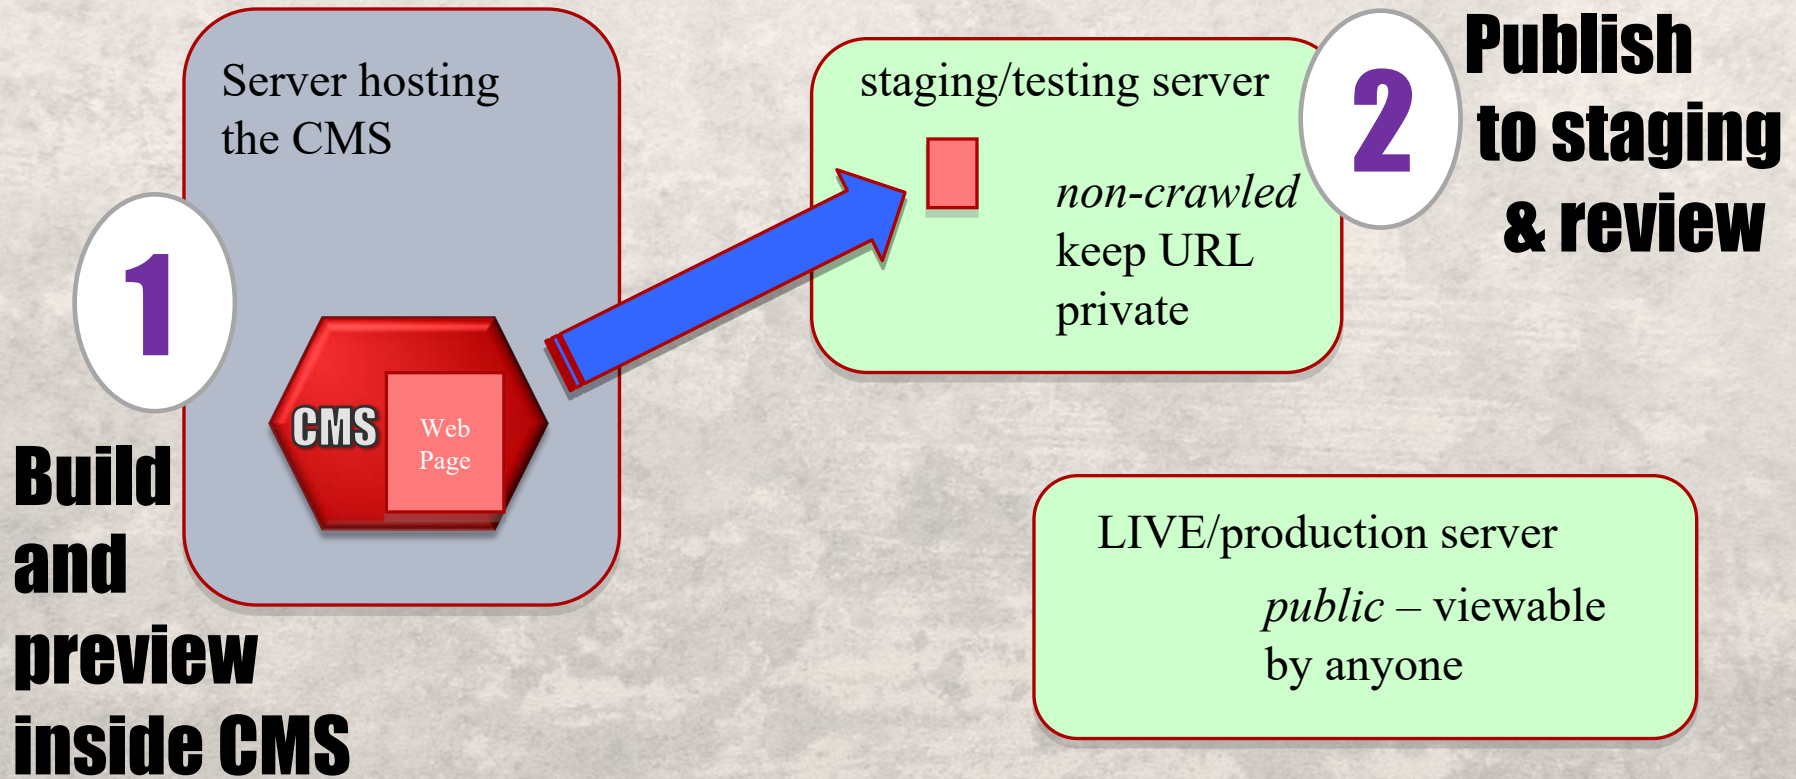 Server hosting
the CMS
1
CMS
Web
Page
Build
and
preview
inside CMS
staging/testing server
non-crawled
keep URL
private
2
Publish
to staging
& review
LIVE/production server
public – viewable
by anyone